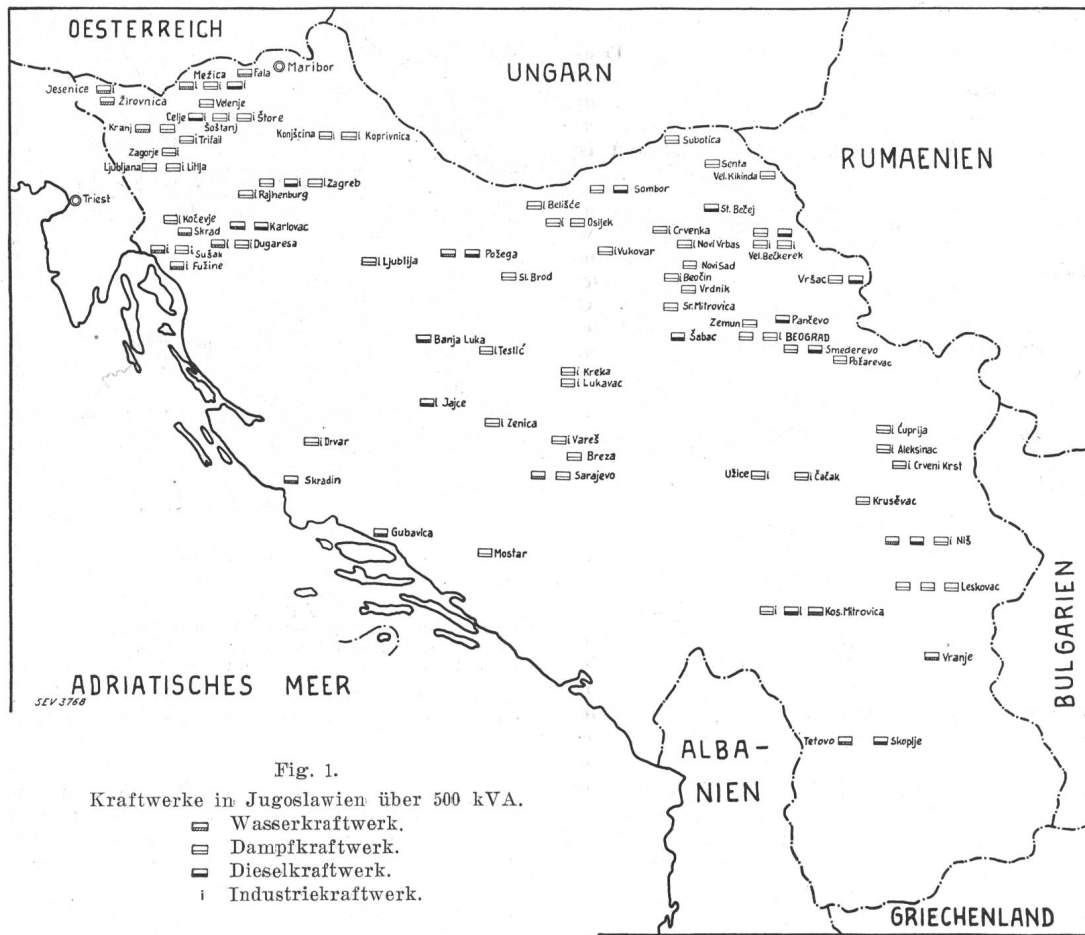 OESTERREICH
UNGARN
RUMAENIEN
Mežica
Fala
Maribor
Jesenice i
i i i
Žirovnica
Velenje
Celje i i i Štore
Šoštanj
Kranj
i Trifail
Konjščina i i Koprivnica
Zagorje i
Ljubljana i Litija
Subotica
Senta
Vel. Kikinda
Triest
i i Zagreb
i Rajhenburg
Sombor
i Belišće
St. Bečej
i Kočevje
Skrad
Karlovac
i i Osijek
i Crvenka
i i Dugaresa
i i Sušak
i Fužine
i Ljublija
Požega
i Vukovar
i Novi Vrbas
i i
Vel. Bečkerek
Sl. Brod
Novi Sad
i Beočin
Vrdnik
Vršac
Sr. Mitrovica
Zemun
Pančevo
Banja Luka
i Teslić
Šabac
i BEOGRAD
Smederevo
Požarevac
i Kreka
i Lukavac
i Jajce
i Zenica
i Drvar
i Vareš
Breza
i Ćuprija
i Aleksinac
i Crveni Krst
Skradin
Sarajevo
Užice i
i Čačak
Krusěvac
Gubavica
Mostar
i Niš
Leskovac
i i Kos. Mitrovica
Vranje
BULGARIEN
ADRIATISCHES MEER
SEV 3768
ALBA-
NIEN
Tetovo
Skoplje
GRIECHENLAND
Fig. 1.
Kraftwerke in Jugoslawien über 500 kVA.
Wasserkraftwerk.
Dampfkraftwerk.
Dieselkraftwerk.
i Industriekraftwerk.